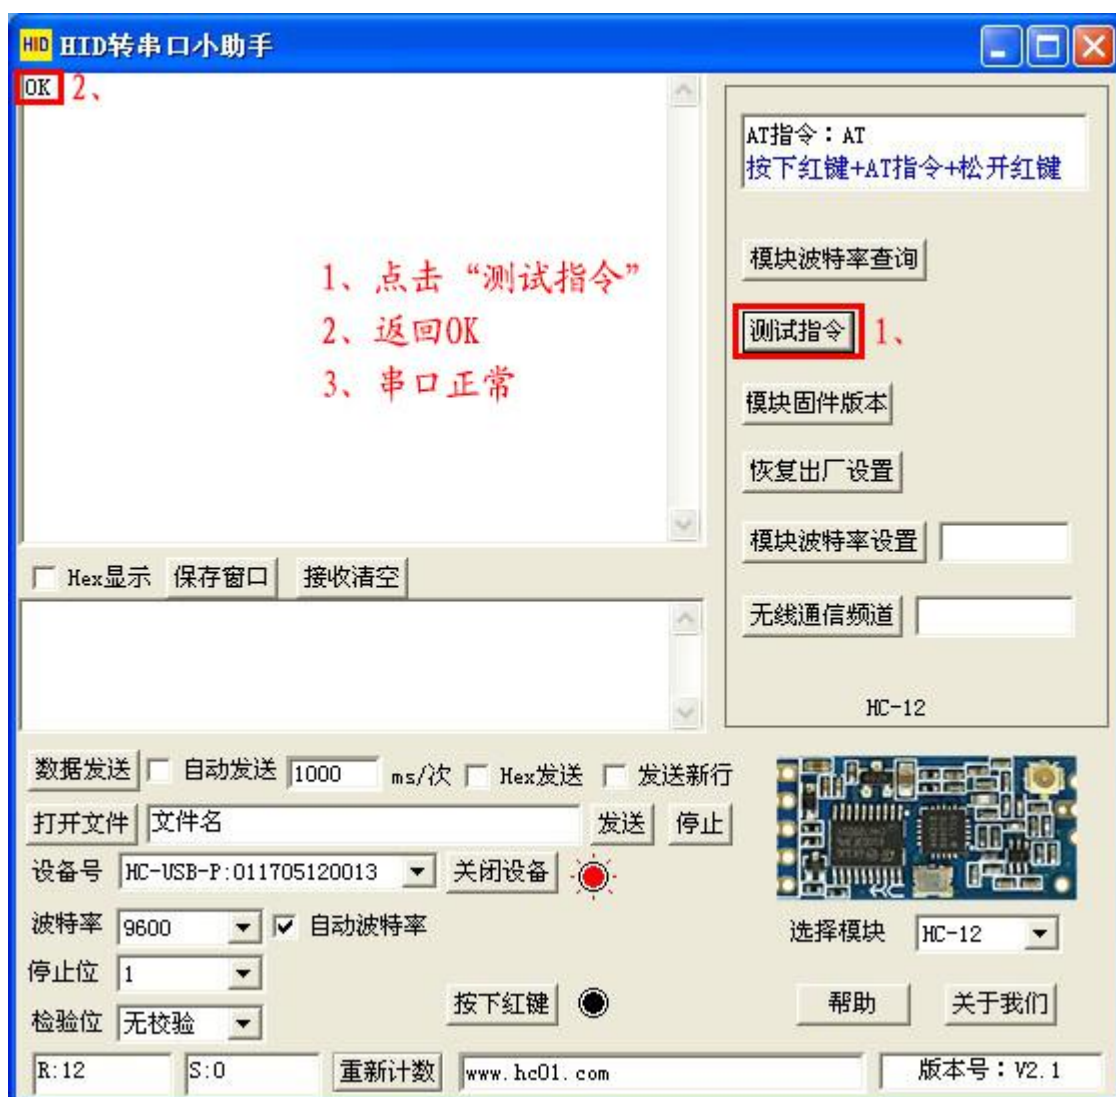 HID HID转串口小助手
OK 2、
AT指令：AT
按下红键+AT指令+松开红键
模块波特率查询
1、点击“测试指令”
测试指令 1、
2、返回OK
3、串口正常
模块固件版本
恢复出厂设置
模块波特率设置
Hex显示 保存窗口 接收清空
无线通信频道
HC-12
数据发送 自动发送 1000 ms/次 Hex发送 发送新行
打开文件 文件名 发送 停止
设备号 HC-USB-P:011705120013 关闭设备
波特率 9600 自动波特率
选择模块 HC-12
停止位 1
按下红键
帮助 关于我们
检验位 无校验
R:12 S:0 重新计数 www.hc01.com 版本号：V2.1